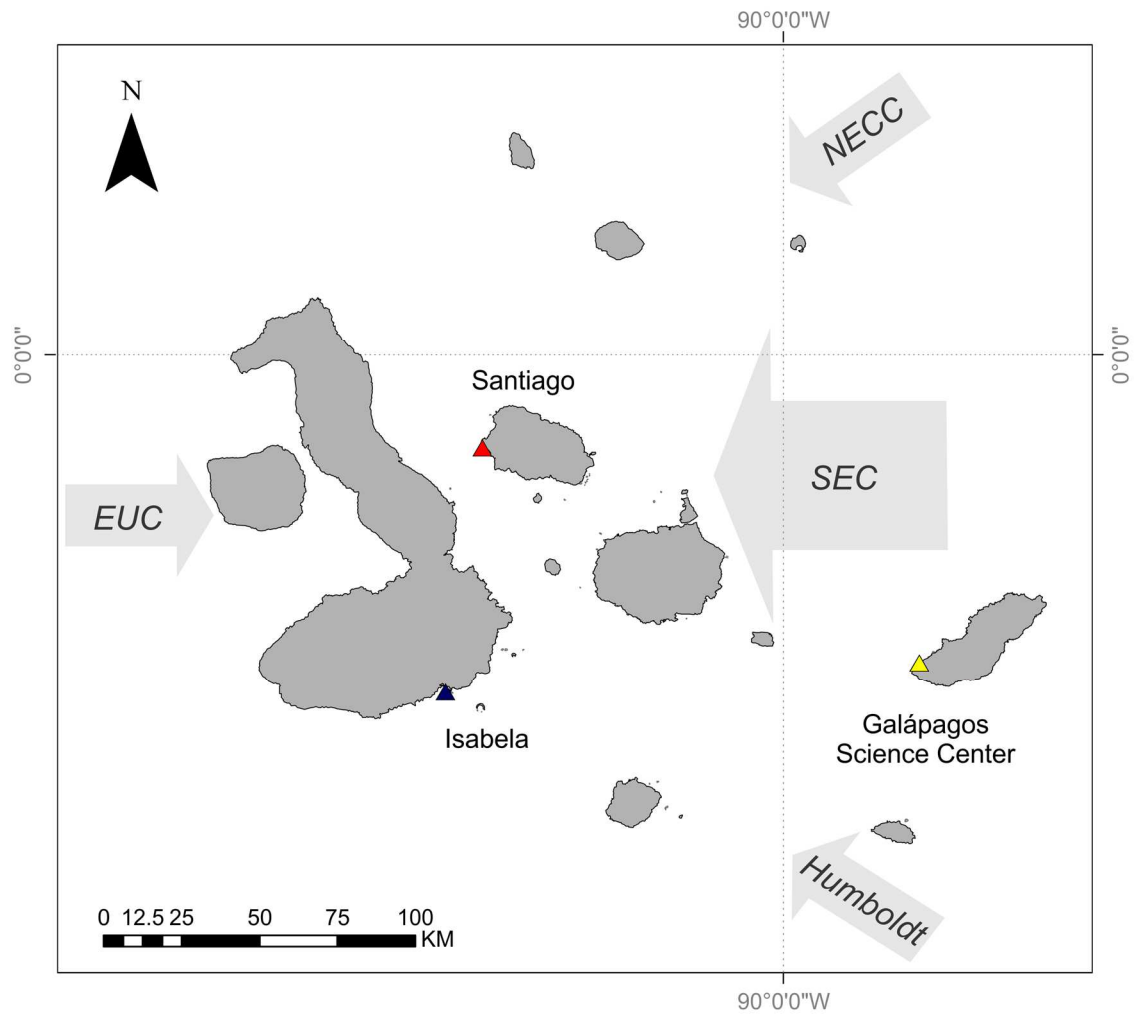 90°0'0"W
N
NECC
0°0'0"
0°0'0"
Santiago
SEC
EUC
Galápagos
Science Center
Isabela
Humboldt
0 12.5 25 50 75 100
KM
90°0'0"W